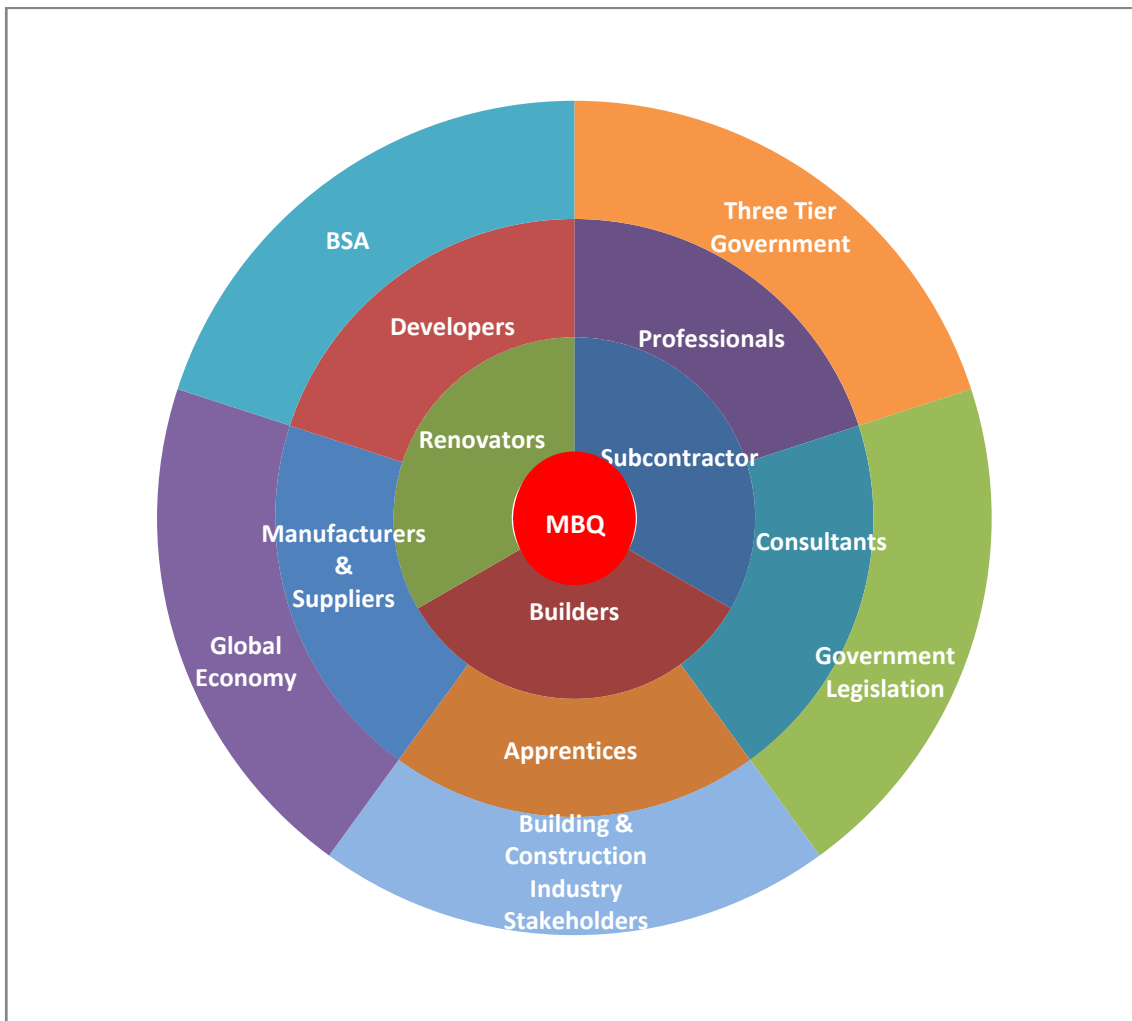 Three Tier
Government
BSA
Developers
Professionals
Renovators
Subcontractor
MBQ
Manufacturers
&
Suppliers
Consultants
Builders
Global
Economy
Government
Legislation
Apprentices
Building &
Construction
Industry
Stakeholders